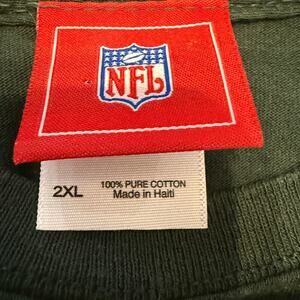 NFL
2XL
100% PURE COTTON
Made in Haiti